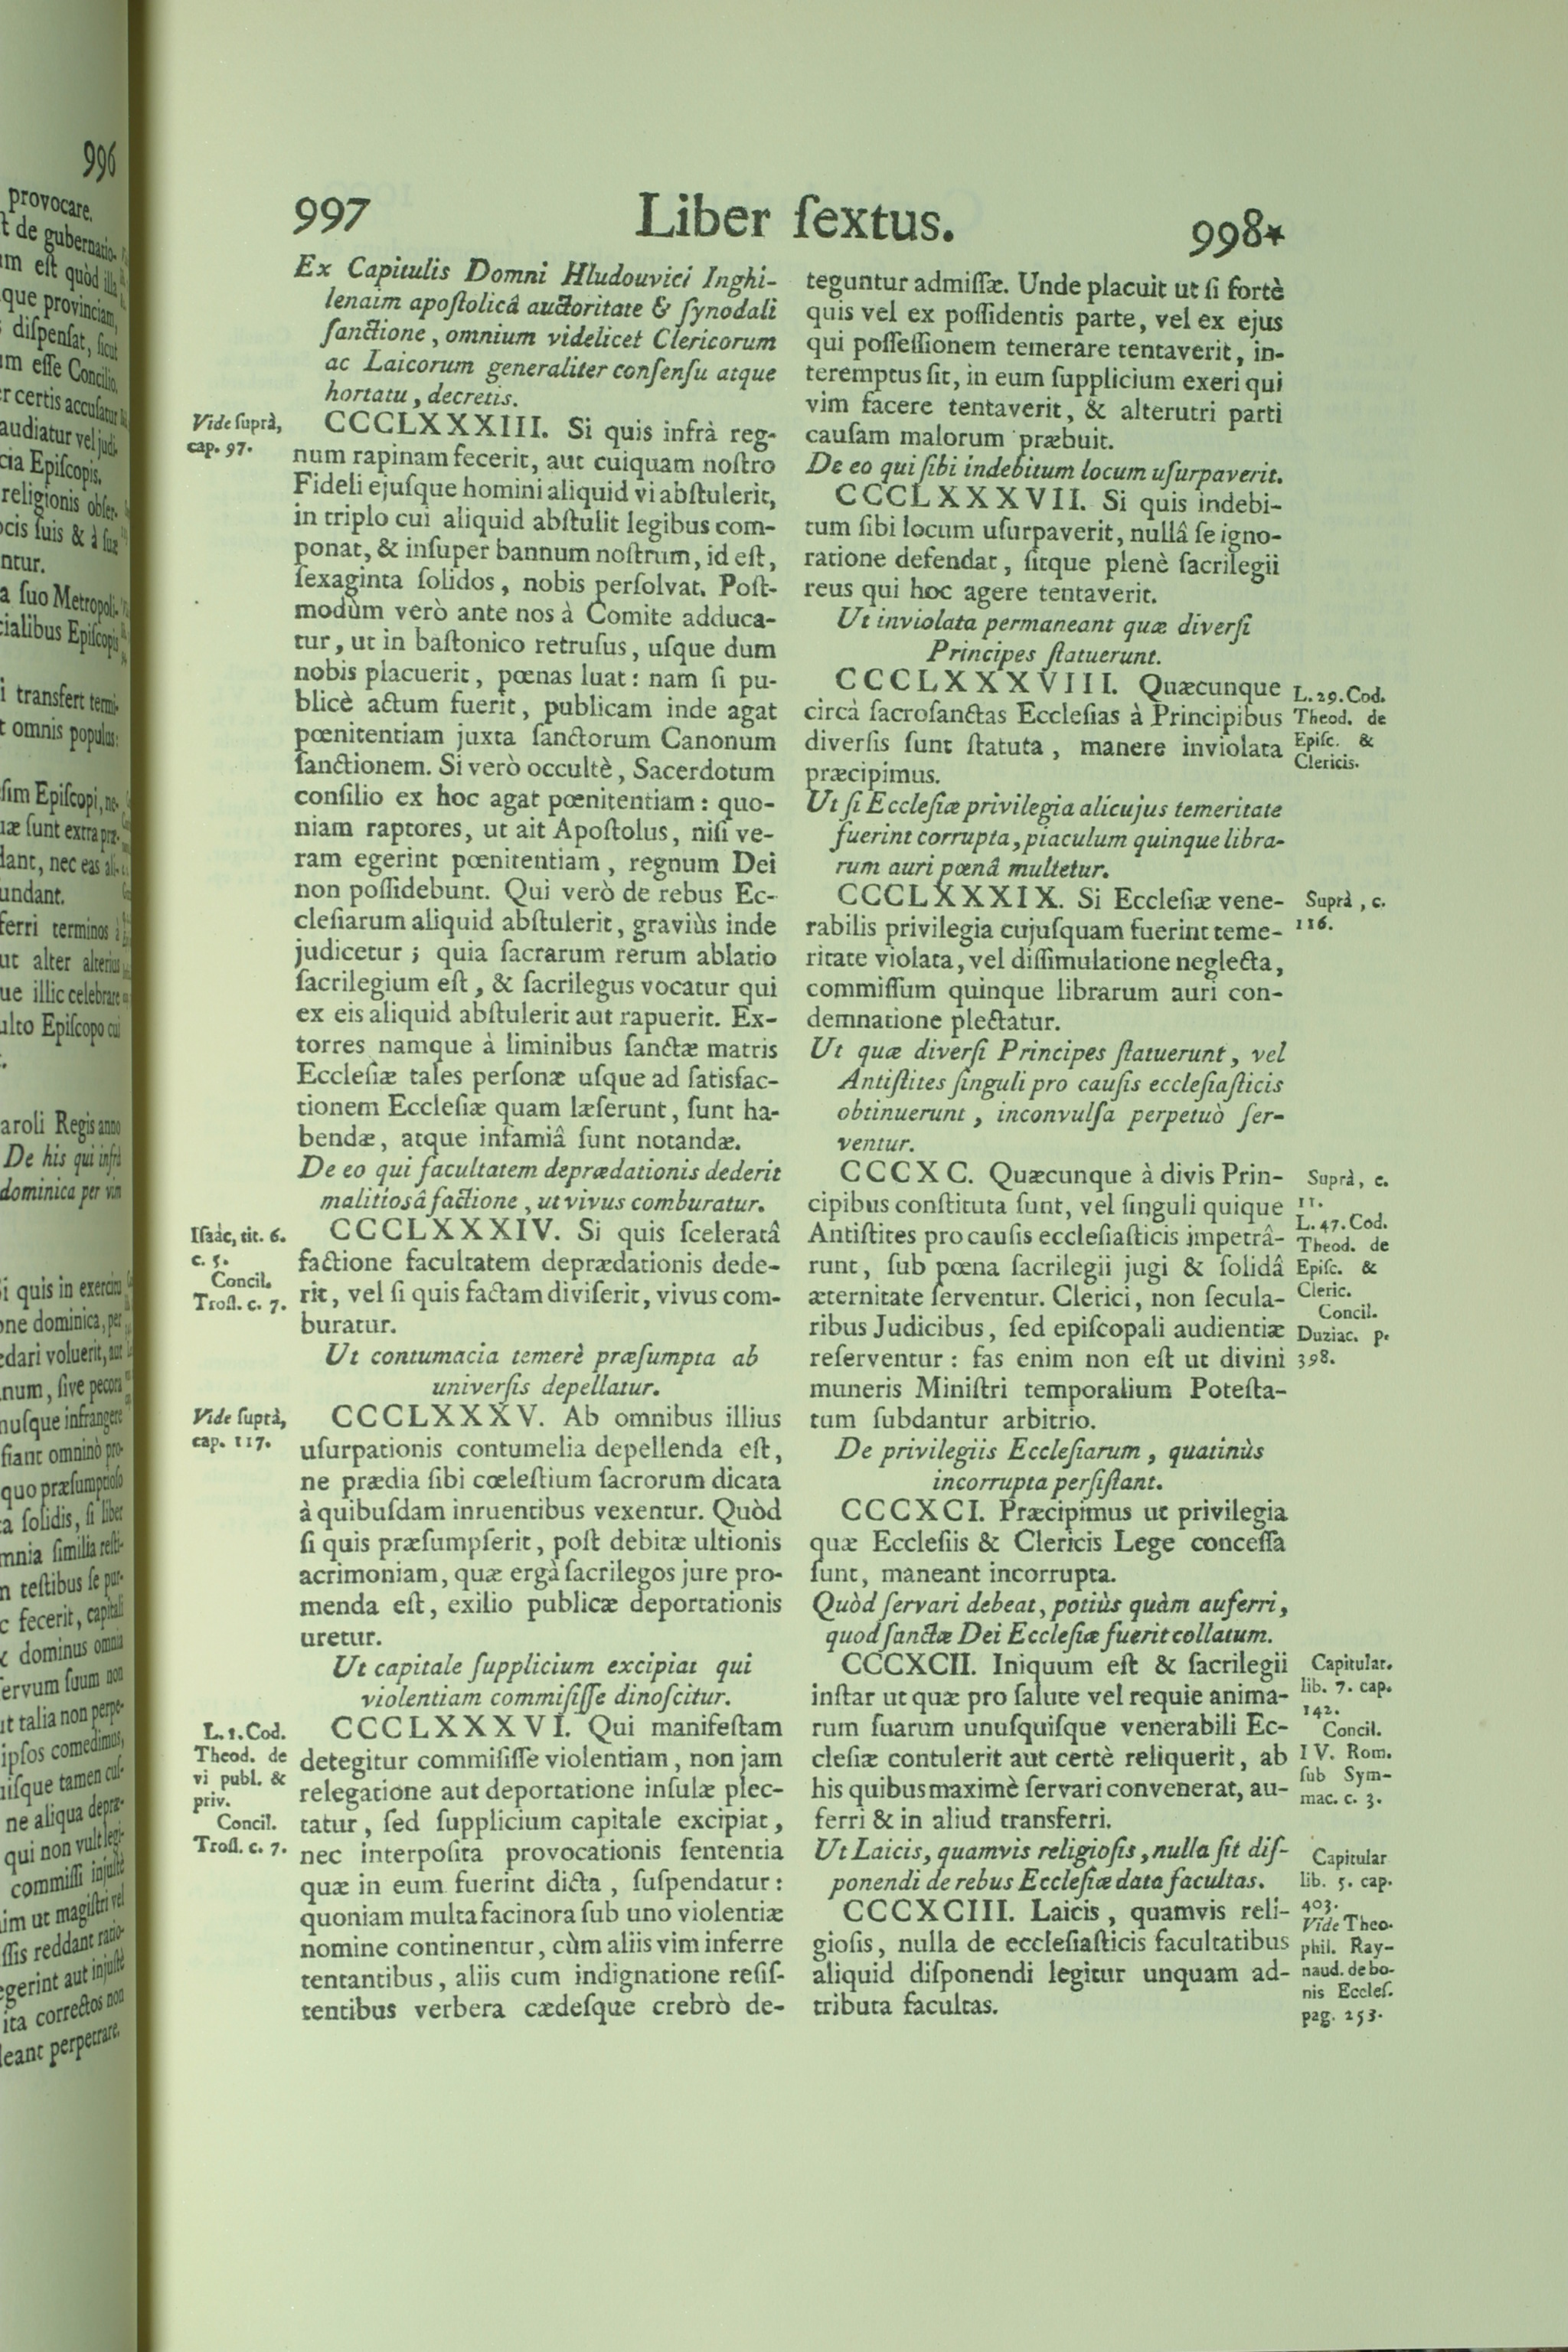 997
Liber ſextus.
998*
Ex Capitulis Domni Hludouvici Inghi-
lenaim apoſtolicâ auctoritate & ſynodali
ſanctione, omnium videlicet Clericorum
ac Laicorum generaliter conſenſu atque
hortatu, decretis.
Vide ſuprà,
cap. 97.
CCCLXXXIII. Si quis infrà reg-
num rapinam fecerit, aut cuiquam noſtro
Fideli ejuſque homini aliquid vi abſtulerit,
in triplo cui aliquid abſtulit legibus com-
ponat, & inſuper bannum noſtrum, id eſt,
ſexaginta ſolidos, nobis perſolvat. Poſt-
modùm verò ante nos à Comite adduca-
tur, ut in baſtonico retruſus, uſque dum
nobis placuerit, pœnas luat: nam ſi pu-
blicè actum fuerit, publicam inde agat
pœnitentiam juxta ſanctorum Canonum
ſanctionem. Si verò occultè, Sacerdotum
conſilio ex hoc agat pœnitentiam: quo-
niam raptores, ut ait Apoſtolus, niſi ve-
ram egerint pœnitentiam, regnum Dei
non poſſidebunt. Qui verò de rebus Ec-
cleſiarum aliquid abſtulerit, graviùs inde
judicetur; quia ſacrarum rerum ablatio
ſacrilegium eſt, & ſacrilegus vocatur qui
ex eis aliquid abſtulerit aut rapuerit. Ex-
torres namque à liminibus ſanctæ matris
Eccleſiæ tales perſonæ uſque ad ſatisfac-
tionem Eccleſiæ quam læſerunt, ſunt ha-
bendæ, atque infamiâ ſunt notandæ.
De eo qui facultatem deprædationis dederit
malitiosâ factione, ut vivus comburatur.
Iſaàc, tit. 6.
c. 5.
Concil.
Troſl. c. 7.
CCCLXXXIV. Si quis ſceleratâ
factione facultatem deprædationis dede-
rit, vel ſi quis factam diviſerit, vivus com-
buratur.
Ut contumacia temerè præſumpta ab
univerſis depellatur.
Vide ſuprà,
cap. 117.
CCCLXXXV. Ab omnibus illius
uſurpationis contumelia depellenda eſt,
ne prædia ſibi cœleſtium ſacrorum dicata
à quibuſdam inruentibus vexentur. Quòd
ſi quis præſumpſerit, poſt debitæ ultionis
acrimoniam, quæ ergà ſacrilegos jure pro-
menda eſt, exilio publicæ deportationis
uretur.
Ut capitale ſupplicium excipiat qui
violentiam commiſiſſe dinoſcitur.
L. 1. Cod.
Theod. de
vi publ. &
priv.
Concil.
Troſl. c. 7.
CCCLXXXVI. Qui manifeſtam
detegitur commiſiſſe violentiam, non jam
relegatione aut deportatione inſulæ plec-
tatur, ſed ſupplicium capitale excipiat,
nec interpoſita provocationis ſententia
quæ in eum fuerint dicta, ſuſpendatur:
quoniam multa facinora ſub uno violentiæ
nomine continentur, cùm aliis vim inferre
tentantibus, aliis cum indignatione reſiſ-
tentibus verbera cædeſque crebrò de-
teguntur admiſſæ. Unde placuit ut ſi fortè
quis vel ex poſſidentis parte, vel ex ejus
qui poſſeſſionem temerare tentaverit, in-
teremptus ſit, in eum ſupplicium exeri qui
vim facere tentaverit, & alterutri parti
cauſam malorum præbuit.
De eo qui ſibi indebitum locum uſurpaverit.
CCCLXXXVII. Si quis indebi-
tum ſibi locum uſurpaverit, nullâ ſe igno-
ratione defendat, ſitque plenè ſacrilegii
reus qui hoc agere tentaverit.
Ut inviolata permaneant quæ diverſi
Principes ſtatuerunt.
CCCLXXXVIII. Quæcunque
circà ſacroſanctas Eccleſias à Principibus
diverſis ſunt ſtatuta, manere inviolata
præcipimus.
L. 29. Cod.
Theod. de
Epiſc. &
Clericis.
Ut ſi Eccleſiæ privilegia alicujus temeritate
fuerint corrupta, piaculum quinque libra-
rum auri pœnâ multetur.
CCCLXXXIX. Si Eccleſiæ vene-
rabilis privilegia cujuſquam fuerint teme-
ritate violata, vel diſſimulatione neglecta,
commiſſum quinque librarum auri con-
demnatione plectatur.
Suprà, c.
116.
Ut quæ diverſi Principes ſtatuerunt, vel
Antiſtites ſinguli pro cauſis eccleſiaſticis
obtinuerunt, inconvulſa perpetuò ſer-
ventur.
CCCXC. Quæcunque à divis Prin-
cipibus conſtituta ſunt, vel ſinguli quique
Antiſtites pro cauſis eccleſiaſticis impetrâ-
runt, ſub pœna ſacrilegii jugi & ſolidâ
æternitate ſerventur. Clerici, non ſecula-
ribus Judicibus, ſed epiſcopali audientiæ
reſerventur: fas enim non eſt ut divini
muneris Miniſtri temporalium Poteſta-
tum ſubdantur arbitrio.
Suprà, c.
11.
L. 47. Cod.
Theod. de
Epiſc. &
Cleric.
Concil.
Duziac. p.
398.
De privilegiis Eccleſiarum, quatinùs
incorrupta perſiſtant.
CCCXCI. Præcipimus ut privilegia
quæ Eccleſiis & Clericis Lege conceſſa
ſunt, maneant incorrupta.
Quòd ſervari debeat, potiùs quàm auferri,
quod ſanctæ Dei Eccleſiæ fuerit collatum.
CCCXCII. Iniquum eſt & ſacrilegii
inſtar ut quæ pro ſalute vel requie anima-
rum ſuarum unuſquiſque venerabili Ec-
cleſiæ contulerit aut certè reliquerit, ab
his quibus maximè ſervari convenerat, au-
ferri & in aliud transferri.
Capitular.
lib. 7. cap.
142.
Concil.
IV. Rom.
ſub Sym-
mac. c. 3.
Ut Laicis, quamvis religioſis, nulla ſit diſ-
ponendi de rebus Eccleſiæ data facultas.
CCCXCIII. Laicis, quamvis reli-
gioſis, nulla de eccleſiaſticis facultatibus
aliquid diſponendi legitur unquam ad-
tributa facultas.
Capitular
lib. 5. cap.
403.
Vide Theo-
phil. Ray-
naud. de bo-
nis Eccleſ.
pag. 253.